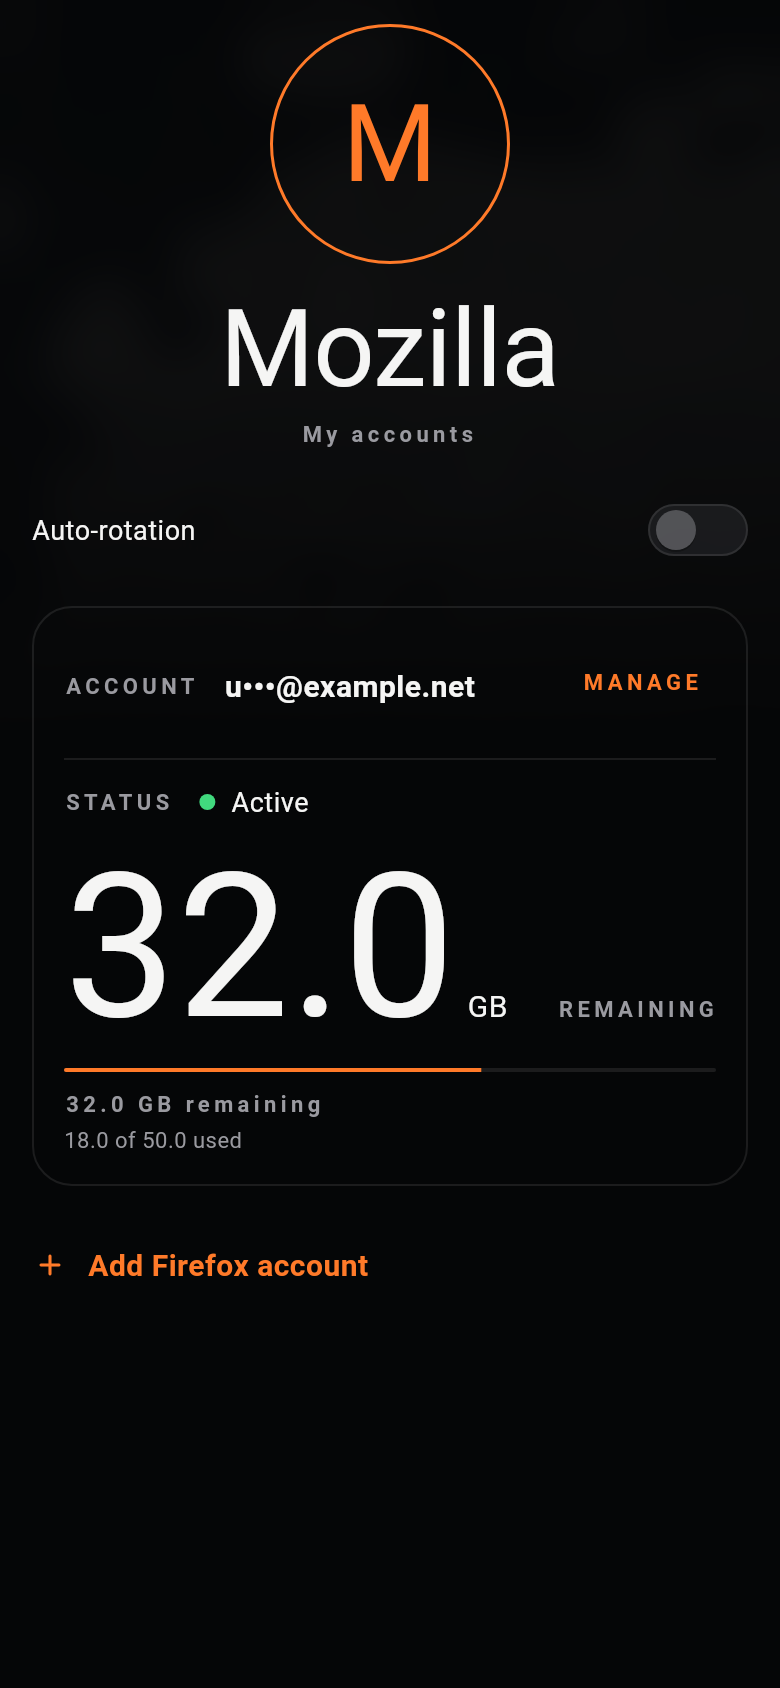 M
Mozilla
My accounts
Auto-rotation
ACCOUNT u•••@example.net MANAGE
STATUS Active
32.0 GB REMAINING
32.0 GB remaining
18.0 of 50.0 used
+ Add Firefox account